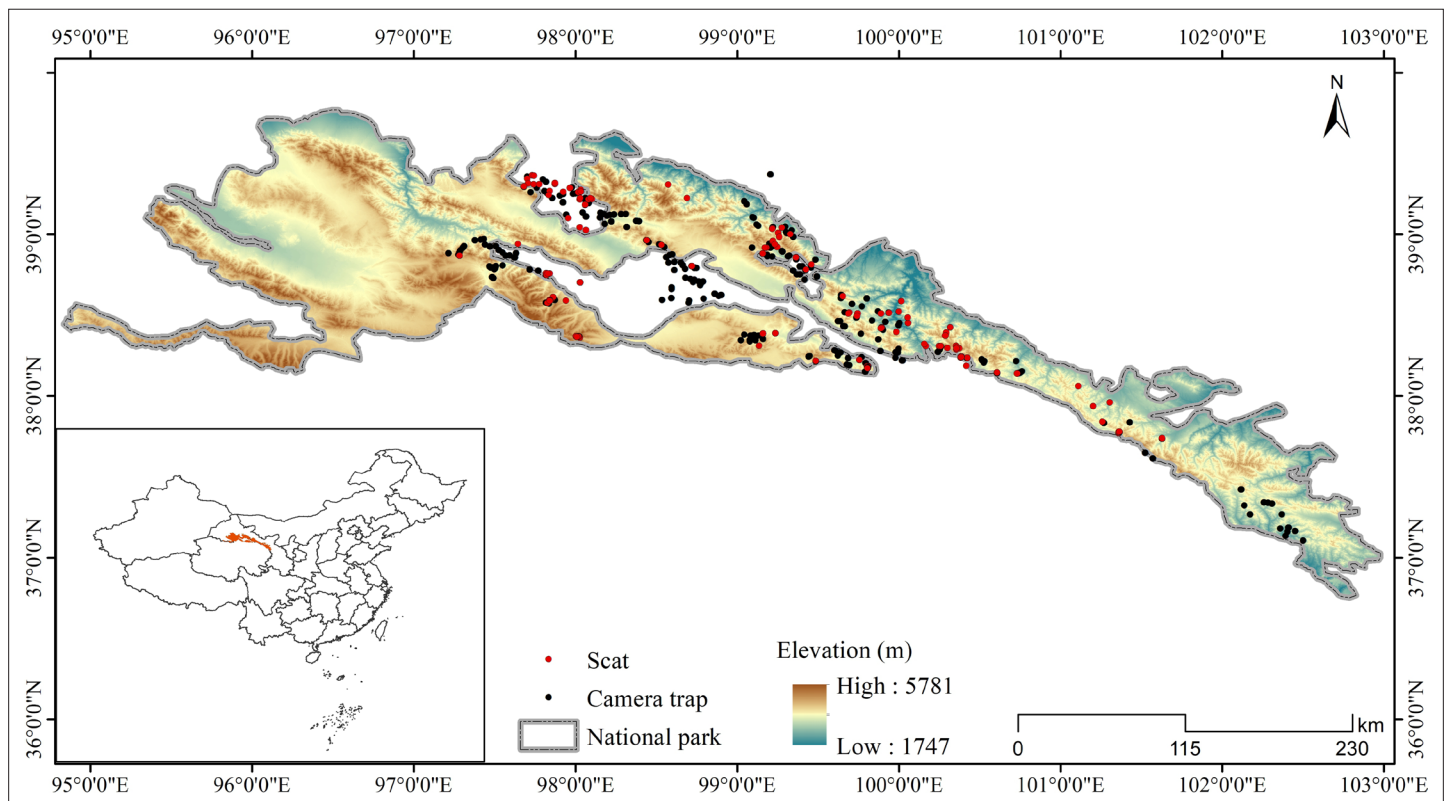 95°0'0"E 96°0'0"E 97°0'0"E 98°0'0"E 99°0'0"E 100°0'0"E 101°0'0"E 102°0'0"E 103°0'0"E
N
39°0'0"N
39°0'0"N
38°0'0"N
38°0'0"N
37°0'0"N
37°0'0"N
36°0'0"N
36°0'0"N
Scat
Camera trap
National park
Elevation (m)
High : 5781
Low : 1747
km
0 115 230
95°0'0"E 96°0'0"E 97°0'0"E 98°0'0"E 99°0'0"E 100°0'0"E 101°0'0"E 102°0'0"E 103°0'0"E